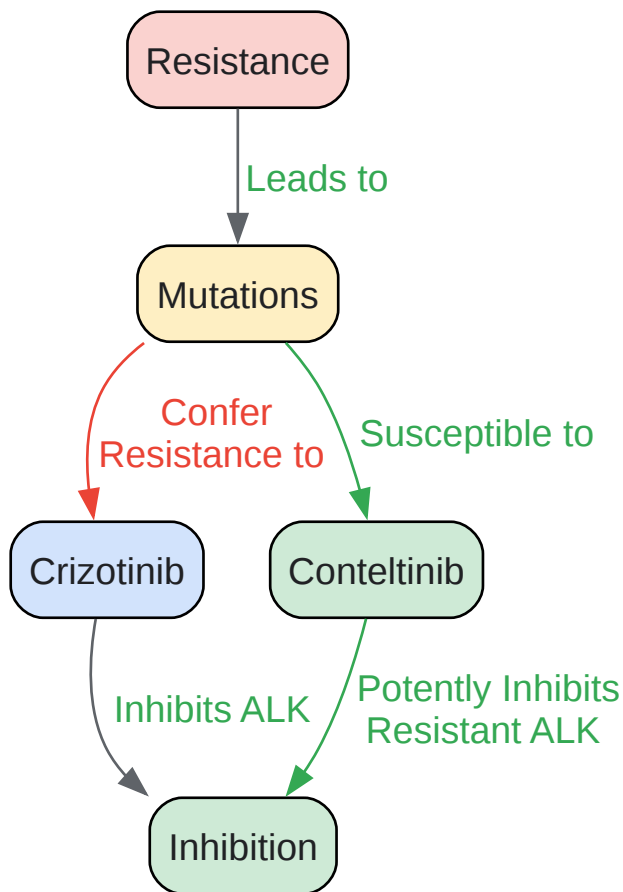 Resistance
Leads to
Mutations
Confer
Resistance to
Susceptible to
Crizotinib
Conteltinib
Inhibits ALK
Potently Inhibits
Resistant ALK
Inhibition